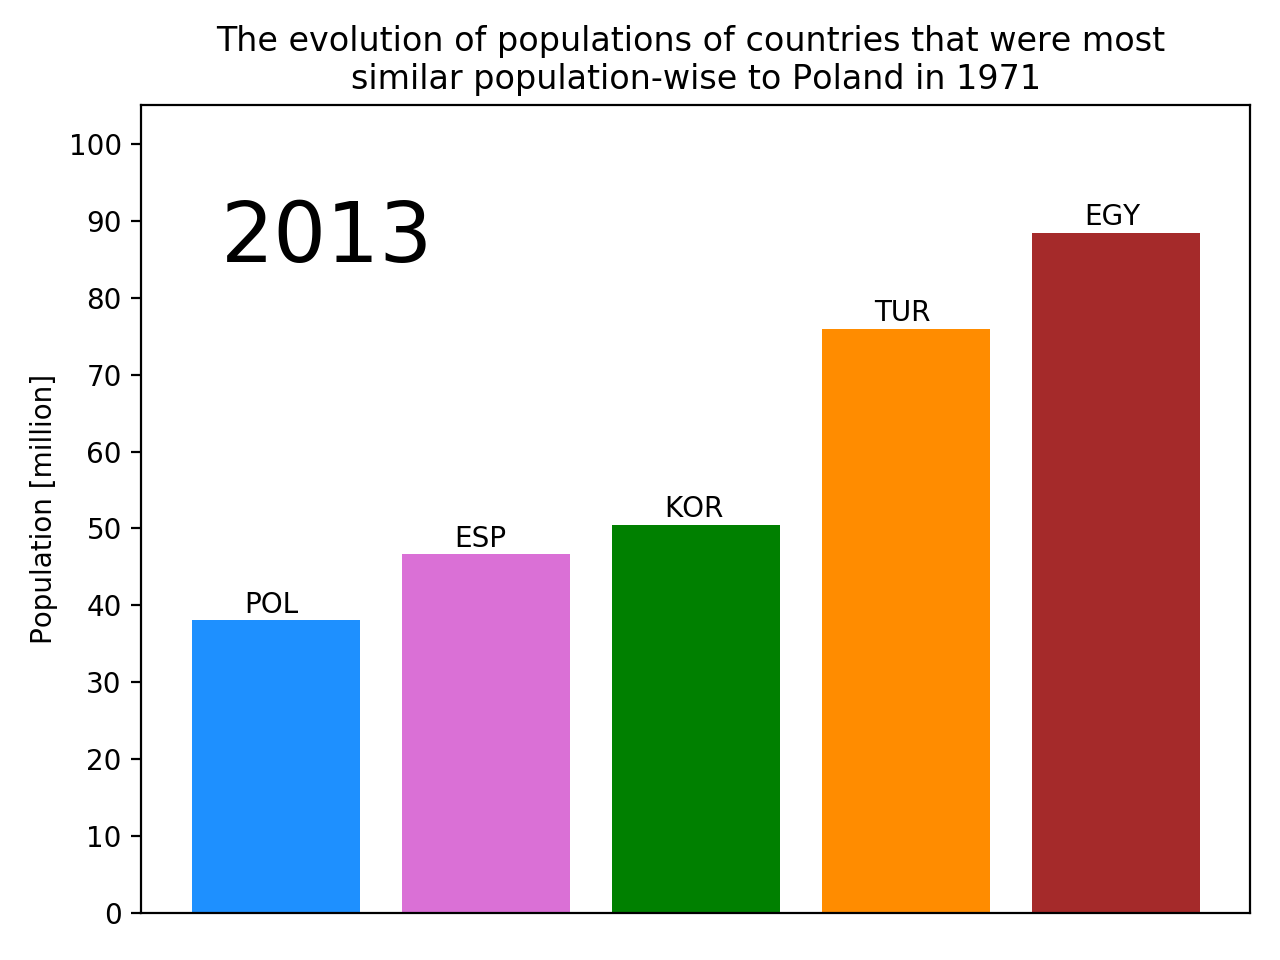 The evolution of populations of countries that were most
similar population-wise to Poland in 1971
100
90
80
70
60
50
40
30
20
10
0
Population [million]
2013
POL
ESP
KOR
TUR
EGY